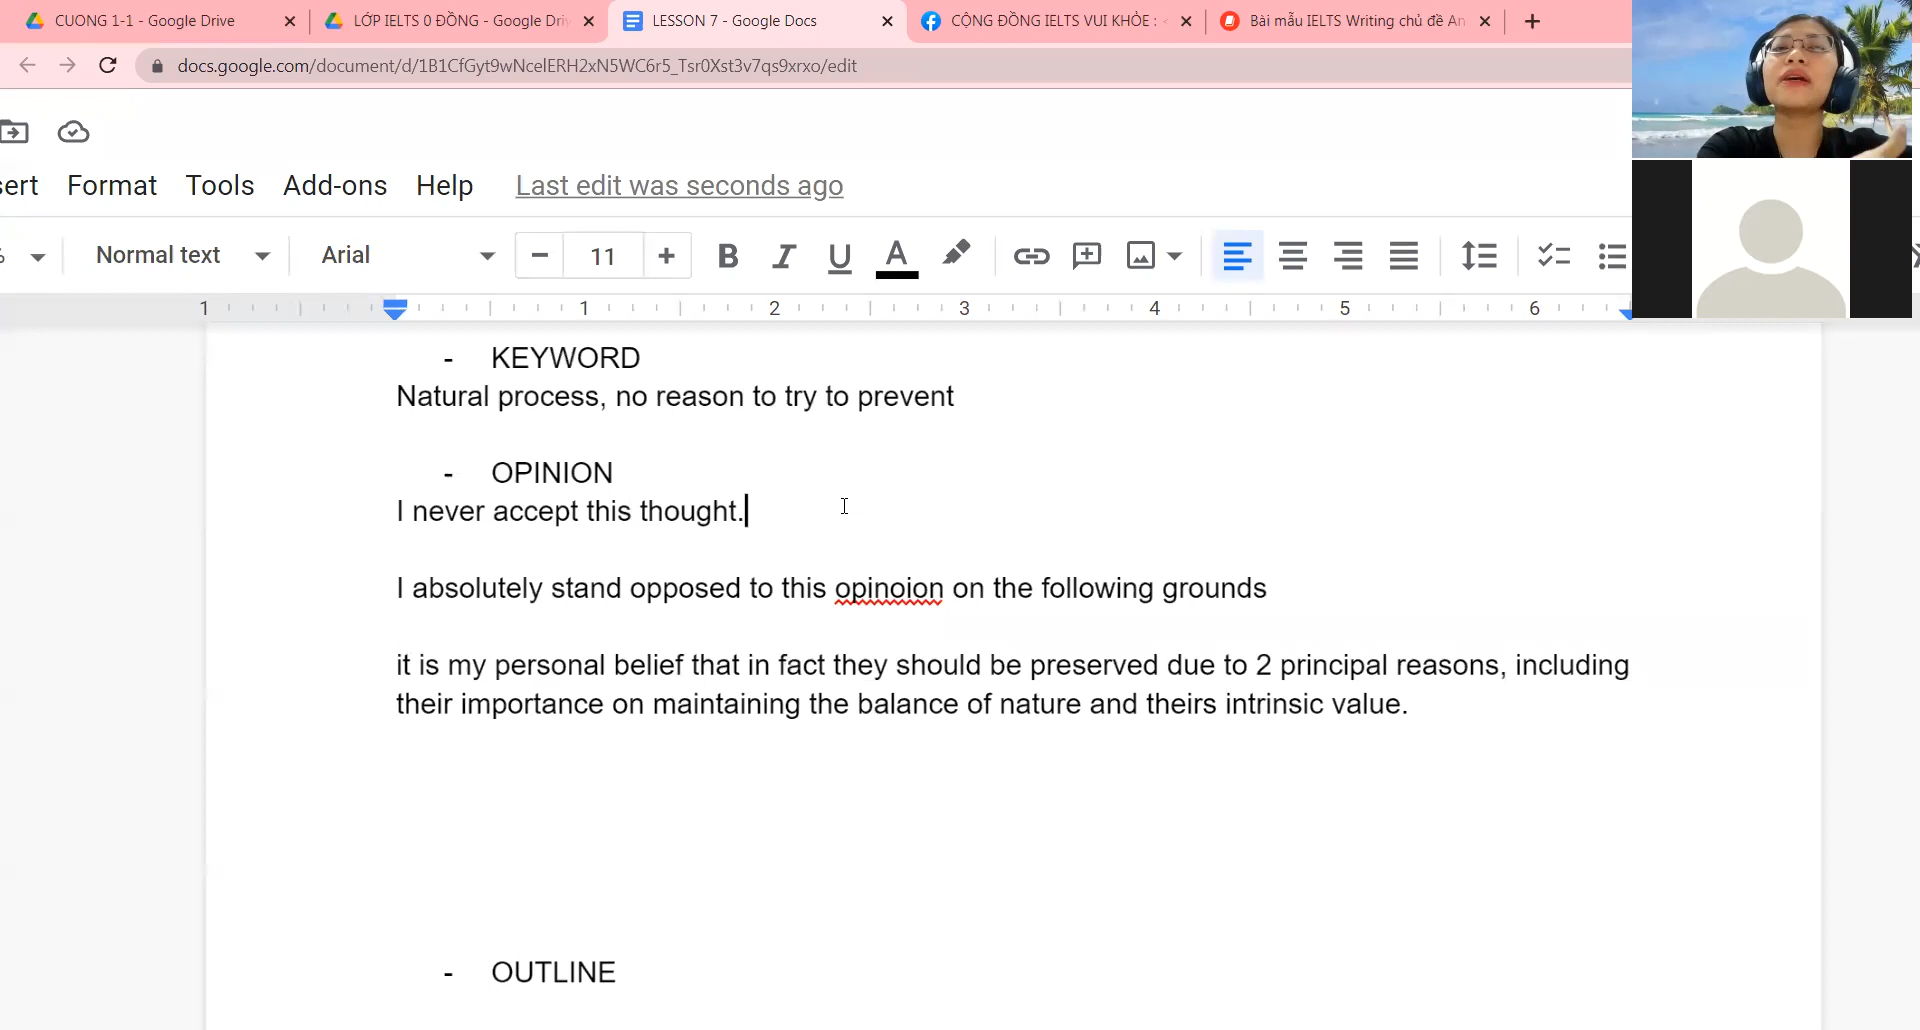 CUONG 1-1 - Google Drive
LỚP IELTS 0 ĐỒNG - Google Dri
LESSON 7 - Google Docs
CỘNG ĐỒNG IELTS VUI KHỎE :
Bài mẫu IELTS Writing chủ đề An
docs.google.com/document/d/1B1CfGyt9wNcelERH2xN5WC6r5_Tsr0Xst3v7qs9xrxo/edit
sert Format Tools Add-ons Help Last edit was seconds ago
% Normal text Arial 11
1 1 2 3 4 5 6
- KEYWORD
Natural process, no reason to try to prevent
- OPINION
I never accept this thought.
I absolutely stand opposed to this opinoion on the following grounds
it is my personal belief that in fact they should be preserved due to 2 principal reasons, including
their importance on maintaining the balance of nature and theirs intrinsic value.
- OUTLINE